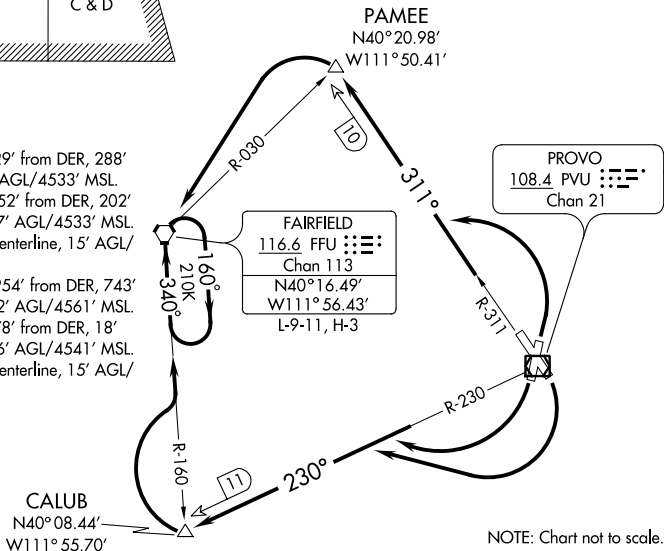 C & D
PAMEE
N40°20.98'
W111°50.41'
10
R-030
311°
R-311
PROVO
108.4 PVU
Chan 21
29' from DER, 288'
AGL/4533' MSL.
52' from DER, 202'
7' AGL/4533' MSL.
enterline, 15' AGL/
954' from DER, 743'
2' AGL/4561' MSL.
78' from DER, 18'
6' AGL/4541' MSL.
enterline, 15' AGL/
FAIRFIELD
116.6 FFU
Chan 113
N40°16.49'
W111°56.43'
L-9-11, H-3
340°
210K
160°
R-160
R-230
230°
11
CALUB
N40°08.44'
W111°55.70'
NOTE: Chart not to scale.